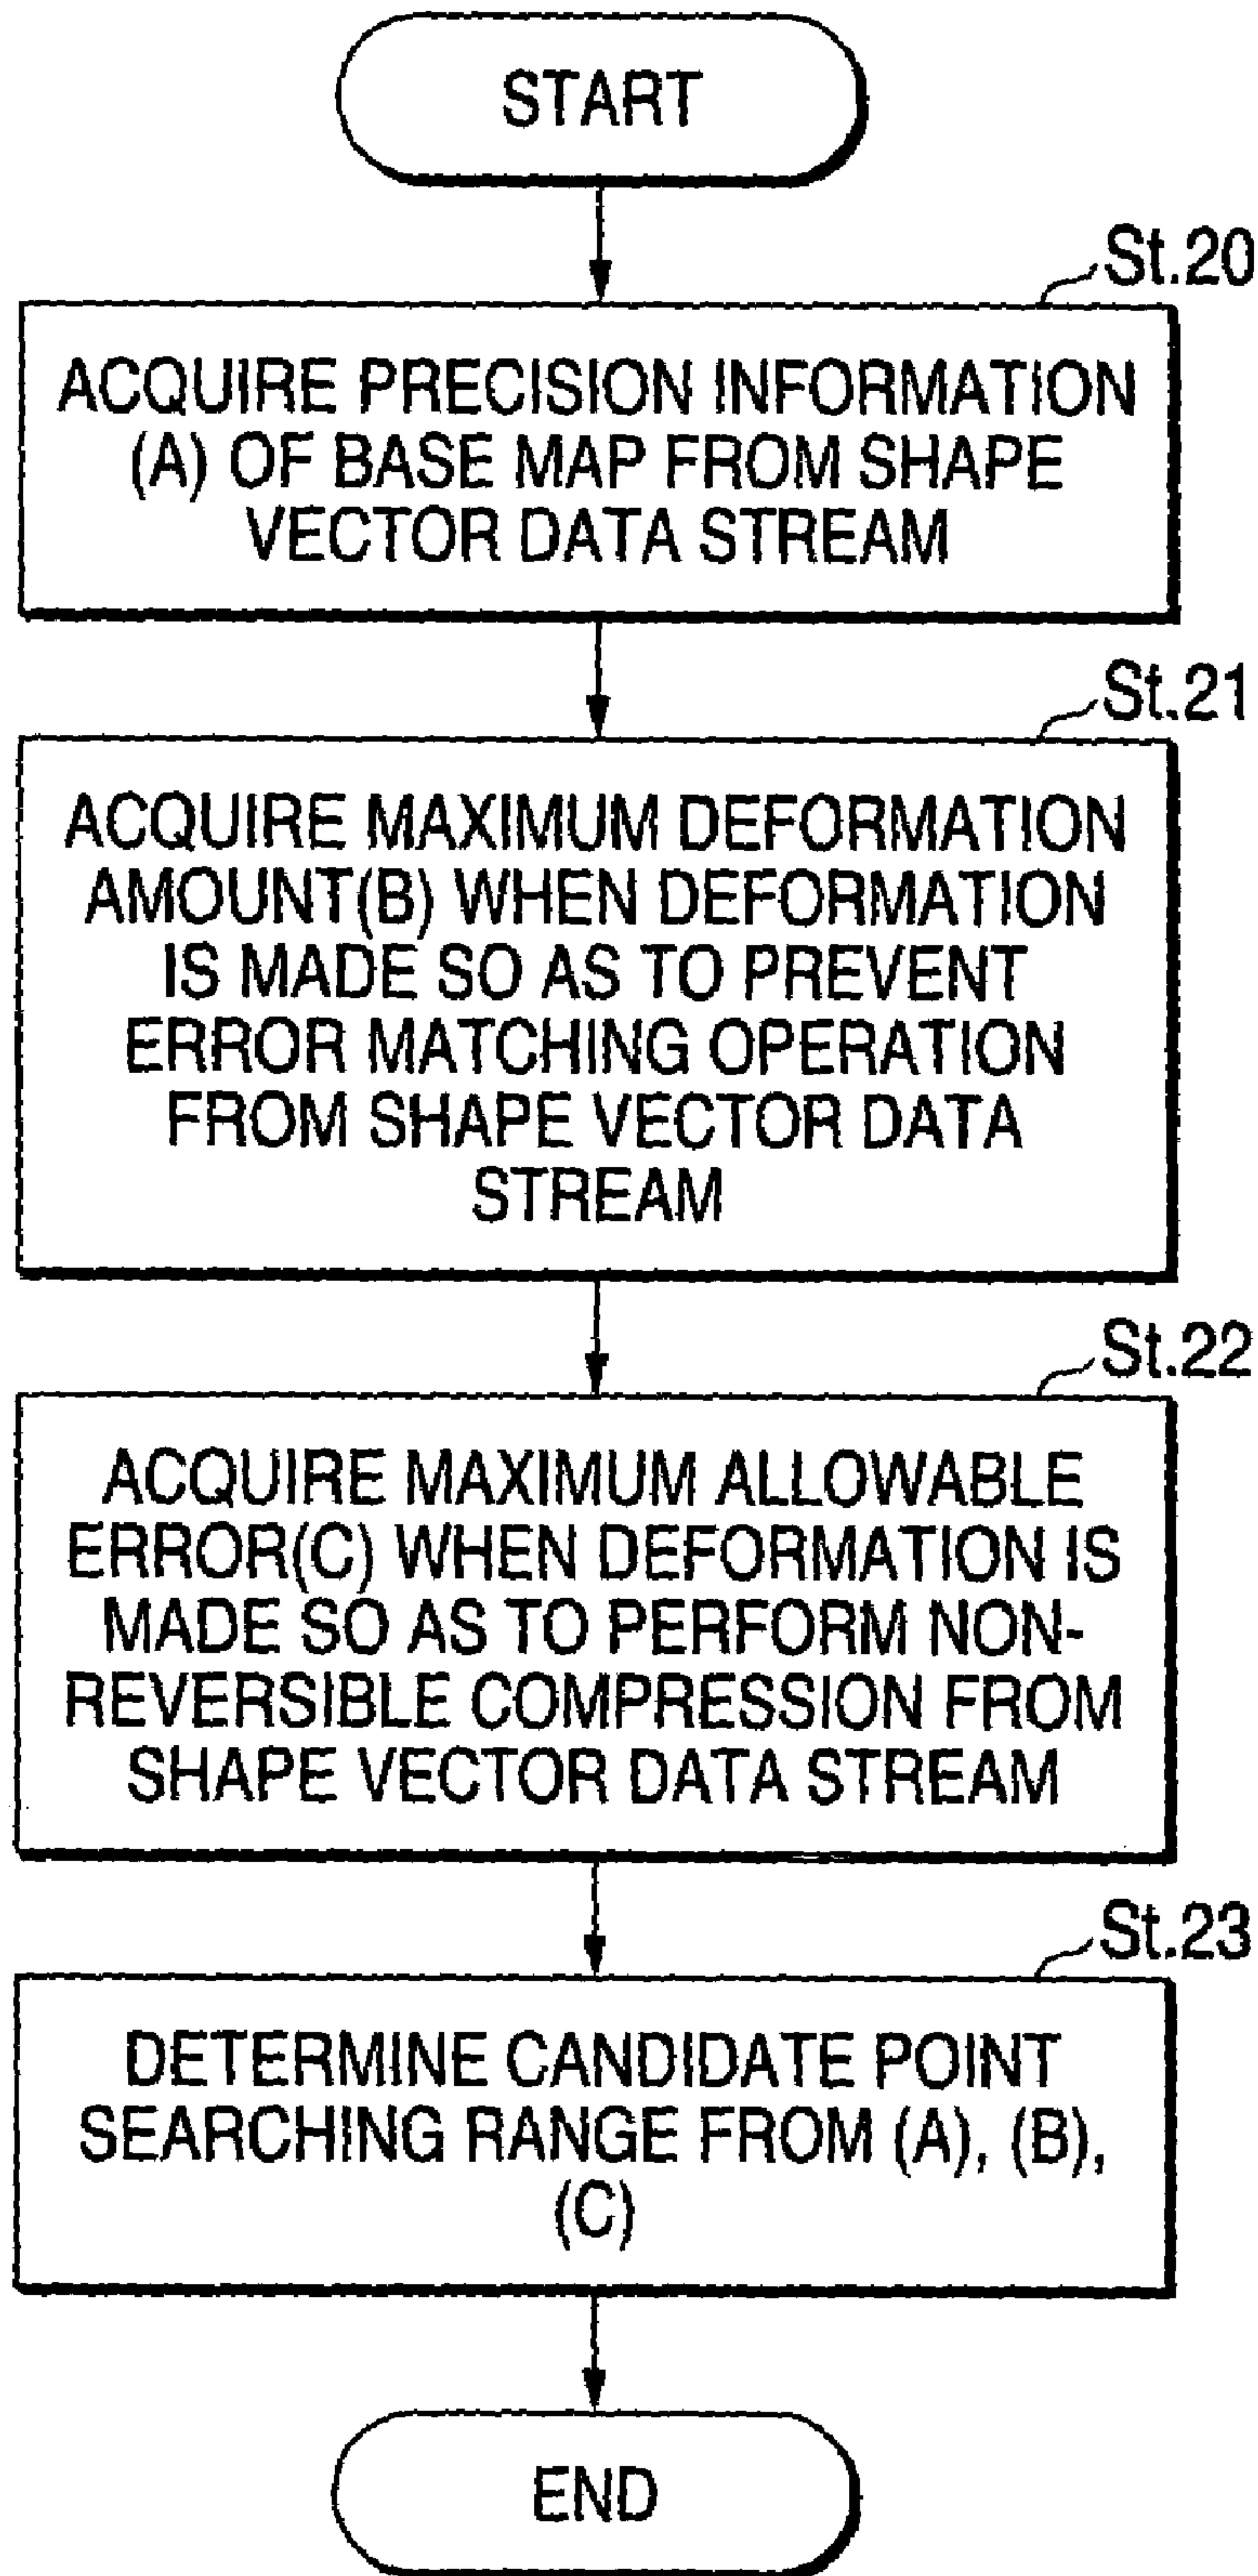 START
St.20
ACQUIRE PRECISION INFORMATION
(A) OF BASE MAP FROM SHAPE
VECTOR DATA STREAM
St.21
ACQUIRE MAXIMUM DEFORMATION
AMOUNT(B) WHEN DEFORMATION
IS MADE SO AS TO PREVENT
ERROR MATCHING OPERATION
FROM SHAPE VECTOR DATA
STREAM
St.22
ACQUIRE MAXIMUM ALLOWABLE
ERROR(C) WHEN DEFORMATION IS
MADE SO AS TO PERFORM NON-
REVERSIBLE COMPRESSION FROM
SHAPE VECTOR DATA STREAM
St.23
DETERMINE CANDIDATE POINT
SEARCHING RANGE FROM (A), (B),
(C)
END